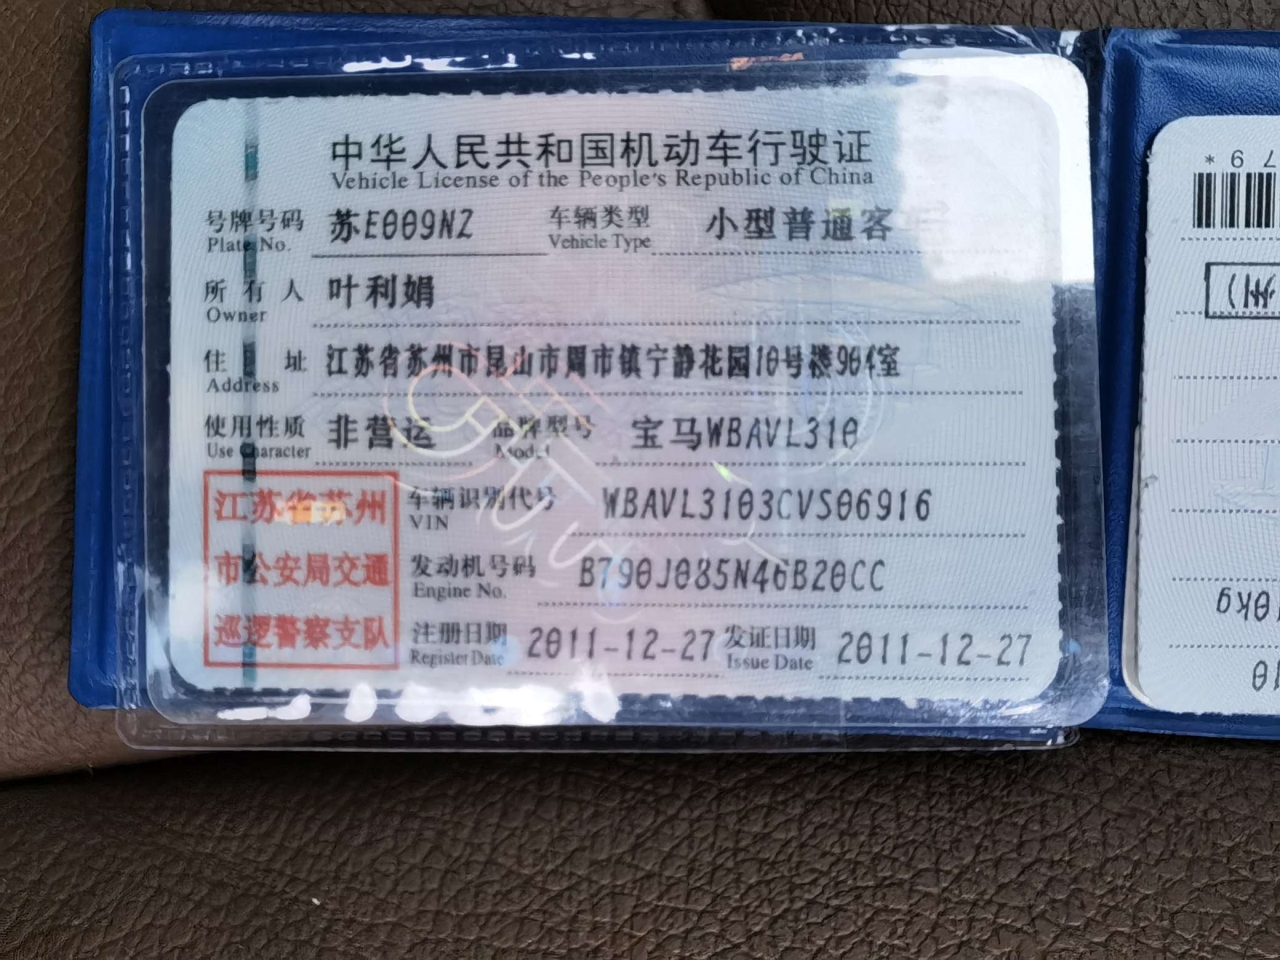 中华人民共和国机动车行驶证
Vehicle License of the People's Republic of China
号牌号码 苏E009NZ 车辆类型 小型普通客
Plate No. Vehicle Type
所有人 叶利娟
Owner
住址 江苏省苏州市昆山市周市镇宁静花园10号楼904室
Address
使用性质 非营运 品牌型号 宝马WBAVL310
Use Character Model
江苏省苏州
市公安局交通
巡逻警察支队
车辆识别代号 WBAVL3103CVS06916
VIN
发动机号码 B790J085N46B20CC
Engine No.
注册日期 2011-12-27 发证日期 2011-12-27
Register Date Issue Date
* 6 7
州)
10kg
10